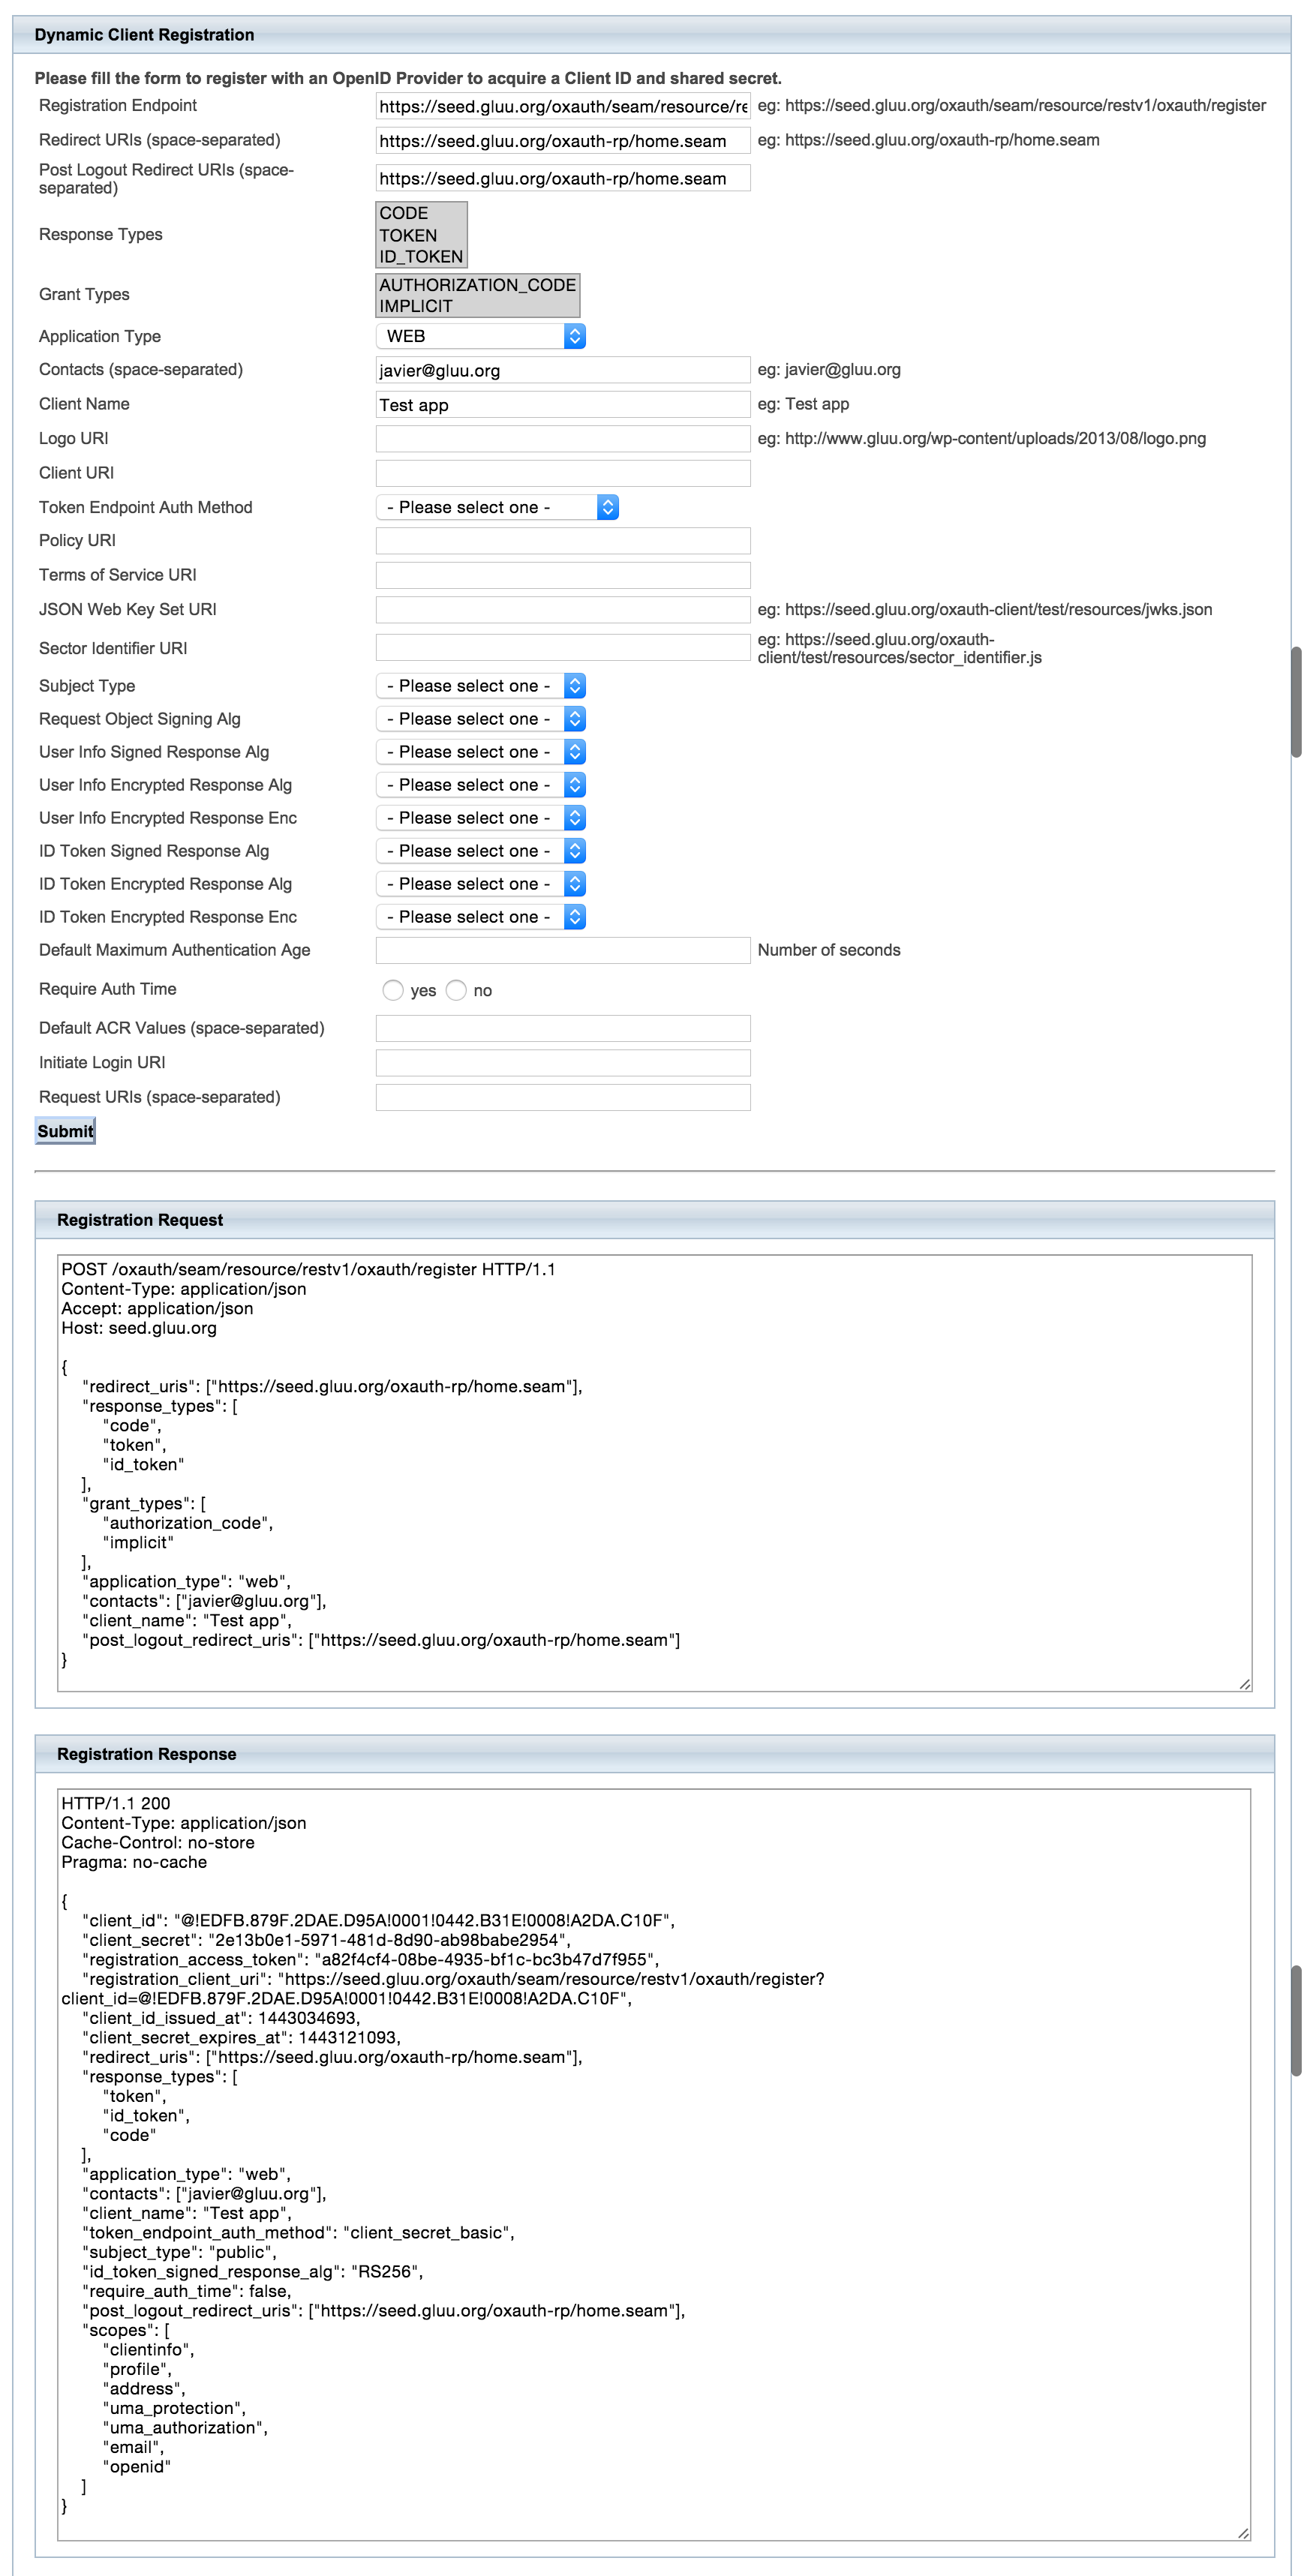 Dynamic Client Registration
Please fill the form to register with an OpenID Provider to acquire a Client ID and shared secret.
Registration Endpoint https://seed.gluu.org/oxauth/seam/resource/re eg: https://seed.gluu.org/oxauth/seam/resource/restv1/oxauth/register
Redirect URIs (space-separated) https://seed.gluu.org/oxauth-rp/home.seam eg: https://seed.gluu.org/oxauth-rp/home.seam
Post Logout Redirect URIs (space-
separated) https://seed.gluu.org/oxauth-rp/home.seam
Response Types
CODE
TOKEN
ID_TOKEN
Grant Types
AUTHORIZATION_CODE
IMPLICIT
Application Type WEB
Contacts (space-separated) javier@gluu.org eg: javier@gluu.org
Client Name Test app eg: Test app
Logo URI eg: http://www.gluu.org/wp-content/uploads/2013/08/logo.png
Client URI
Token Endpoint Auth Method - Please select one -
Policy URI
Terms of Service URI
JSON Web Key Set URI eg: https://seed.gluu.org/oxauth-client/test/resources/jwks.json
Sector Identifier URI eg: https://seed.gluu.org/oxauth-
client/test/resources/sector_identifier.js
Subject Type - Please select one -
Request Object Signing Alg - Please select one -
User Info Signed Response Alg - Please select one -
User Info Encrypted Response Alg - Please select one -
User Info Encrypted Response Enc - Please select one -
ID Token Signed Response Alg - Please select one -
ID Token Encrypted Response Alg - Please select one -
ID Token Encrypted Response Enc - Please select one -
Default Maximum Authentication Age Number of seconds
Require Auth Time yes no
Default ACR Values (space-separated)
Initiate Login URI
Request URIs (space-separated)
Submit
Registration Request
POST /oxauth/seam/resource/restv1/oxauth/register HTTP/1.1
Content-Type: application/json
Accept: application/json
Host: seed.gluu.org
{
"redirect_uris": ["https://seed.gluu.org/oxauth-rp/home.seam"],
"response_types": [
"code",
"token",
"id_token"
],
"grant_types": [
"authorization_code",
"implicit"
],
"application_type": "web",
"contacts": ["javier@gluu.org"],
"client_name": "Test app",
"post_logout_redirect_uris": ["https://seed.gluu.org/oxauth-rp/home.seam"]
}
Registration Response
HTTP/1.1 200
Content-Type: application/json
Cache-Control: no-store
Pragma: no-cache
{
"client_id": "@!EDFB.879F.2DAE.D95A!0001!0442.B31E!0008!A2DA.C10F",
"client_secret": "2e13b0e1-5971-481d-8d90-ab98babe2954",
"registration_access_token": "a82f4cf4-08be-4935-bf1c-bc3b47d7f955",
"registration_client_uri": "https://seed.gluu.org/oxauth/seam/resource/restv1/oxauth/register?
client_id=@!EDFB.879F.2DAE.D95A!0001!0442.B31E!0008!A2DA.C10F",
"client_id_issued_at": 1443034693,
"client_secret_expires_at": 1443121093,
"redirect_uris": ["https://seed.gluu.org/oxauth-rp/home.seam"],
"response_types": [
"token",
"id_token",
"code"
],
"application_type": "web",
"contacts": ["javier@gluu.org"],
"client_name": "Test app",
"token_endpoint_auth_method": "client_secret_basic",
"subject_type": "public",
"id_token_signed_response_alg": "RS256",
"require_auth_time": false,
"post_logout_redirect_uris": ["https://seed.gluu.org/oxauth-rp/home.seam"],
"scopes": [
"clientinfo",
"profile",
"address",
"uma_protection",
"uma_authorization",
"email",
"openid"
]
}